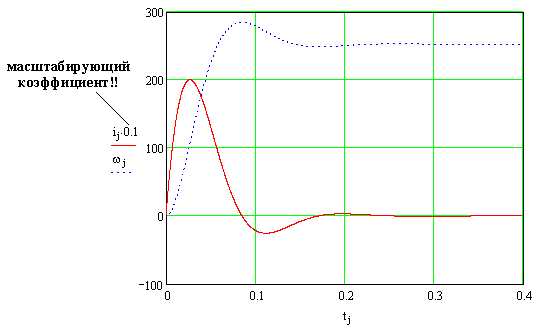 300
масштабирующий
коэффициент!!
200
i_j·0.1
100
ω_j
0
−100
0 0.1 0.2 0.3 0.4
t_j